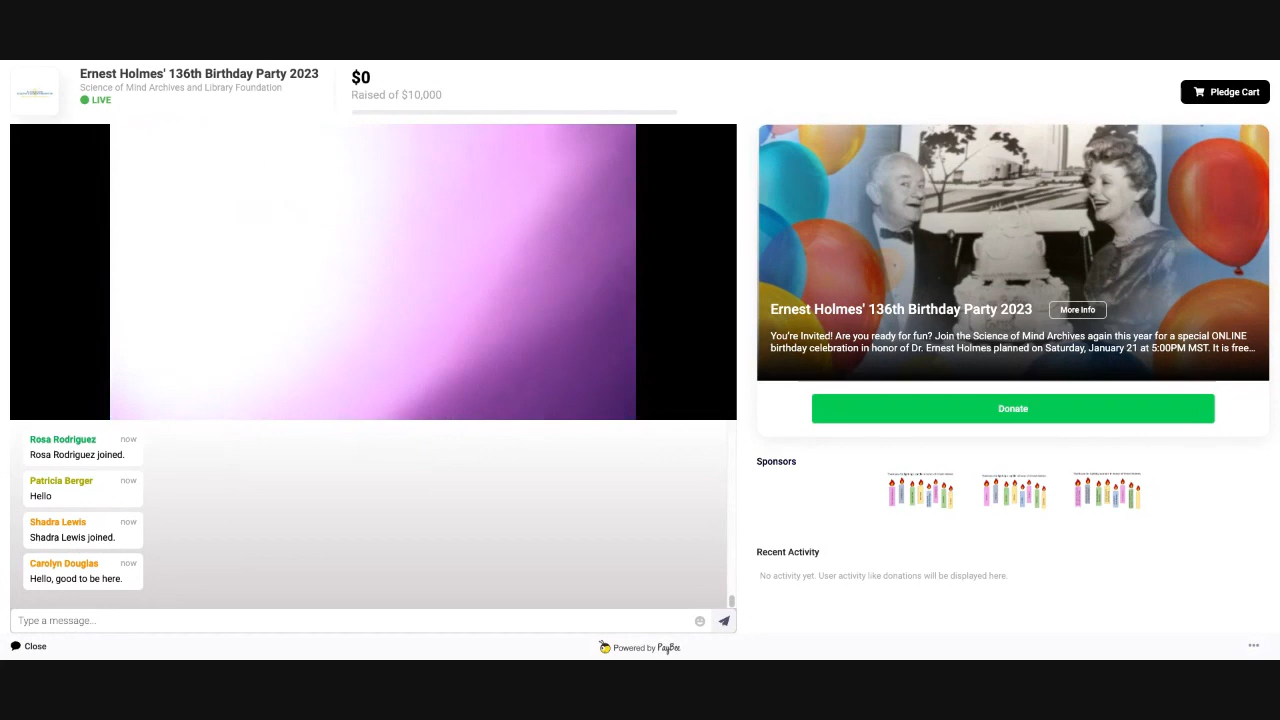 Ernest Holmes' 136th Birthday Party 2023
Science of Mind Archives and Library Foundation
LIVE
$0
Raised of $10,000
Pledge Cart
Ernest Holmes' 136th Birthday Party 2023
More Info
You're Invited! Are you ready for fun? Join the Science of Mind Archives again this year for a special ONLINE
birthday celebration in honor of Dr. Ernest Holmes planned on Saturday, January 21 at 5:00PM MST. It is free...
Donate
Rosa Rodriguez now
Rosa Rodriguez joined.
Patricia Berger now
Hello
Shadra Lewis now
Shadra Lewis joined.
Carolyn Douglas now
Hello, good to be here.
Type a message...
Close
Sponsors
Recent Activity
No activity yet. User activity like donations will be displayed here.
Powered by PayBee